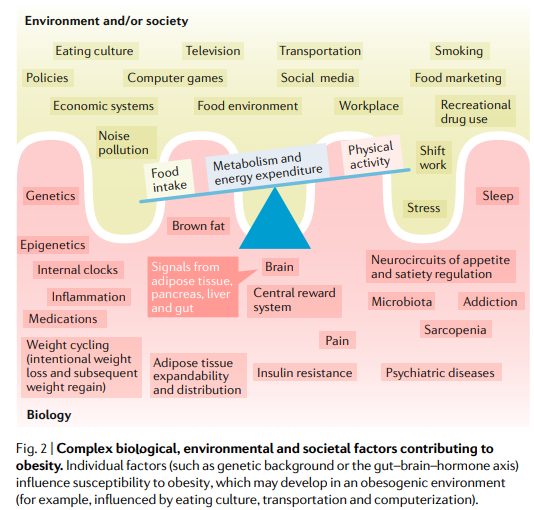 Environment and/or society
Eating culture
Television
Transportation
Smoking
Policies
Computer games
Social media
Food marketing
Economic systems
Food environment
Workplace
Recreational
drug use
Noise
pollution
Food
intake
Metabolism and
energy expenditure
Physical
activity
Shift
work
Stress
Genetics
Sleep
Brown fat
Epigenetics
Internal clocks
Inflammation
Medications
Signals from
adipose tissue,
pancreas, liver
and gut
Brain
Central reward
system
Neurocircuits of appetite
and satiety regulation
Microbiota
Addiction
Sarcopenia
Pain
Weight cycling
(intentional weight
loss and subsequent
weight regain)
Adipose tissue
expandability
and distribution
Insulin resistance
Psychiatric diseases
Biology
Fig. 2 | Complex biological, environmental and societal factors contributing to
obesity. Individual factors (such as genetic background or the gut–brain–hormone axis)
influence susceptibility to obesity, which may develop in an obesogenic environment
(for example, influenced by eating culture, transportation and computerization).